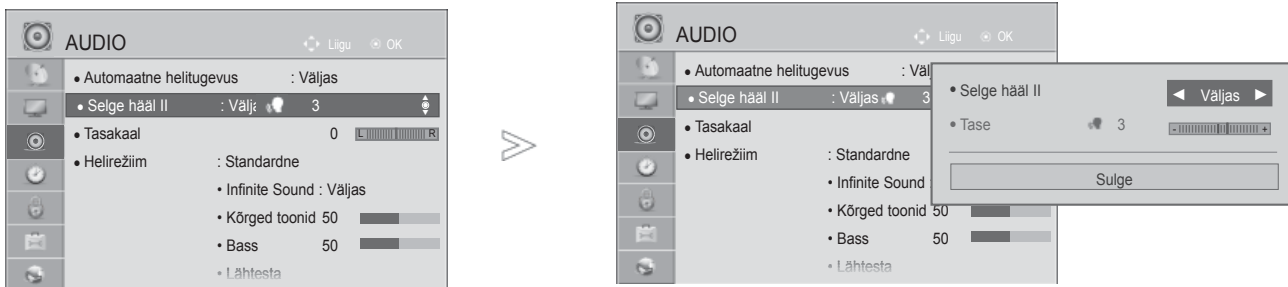 AUDIO
Liigu
OK
• Automaatne helitugevus : Väljas
• Selge hääl II : Välja 3
• Tasakaal 0 L R
• Helirežiim : Standardne
• Infinite Sound : Väljas
• Kõrged toonid 50
• Bass 50
• Lähtesta
AUDIO
Liigu
OK
• Automaatne helitugevus : Välj
• Selge hääl II : Väljas 3
• Tasakaal
• Helirežiim : Standardne
• Infinite Sound :
• Kõrged toonid 50
• Bass 50
• Lähtesta
• Selge hääl II ◄ Väljas ►
• Tase 3 - +
Sulge